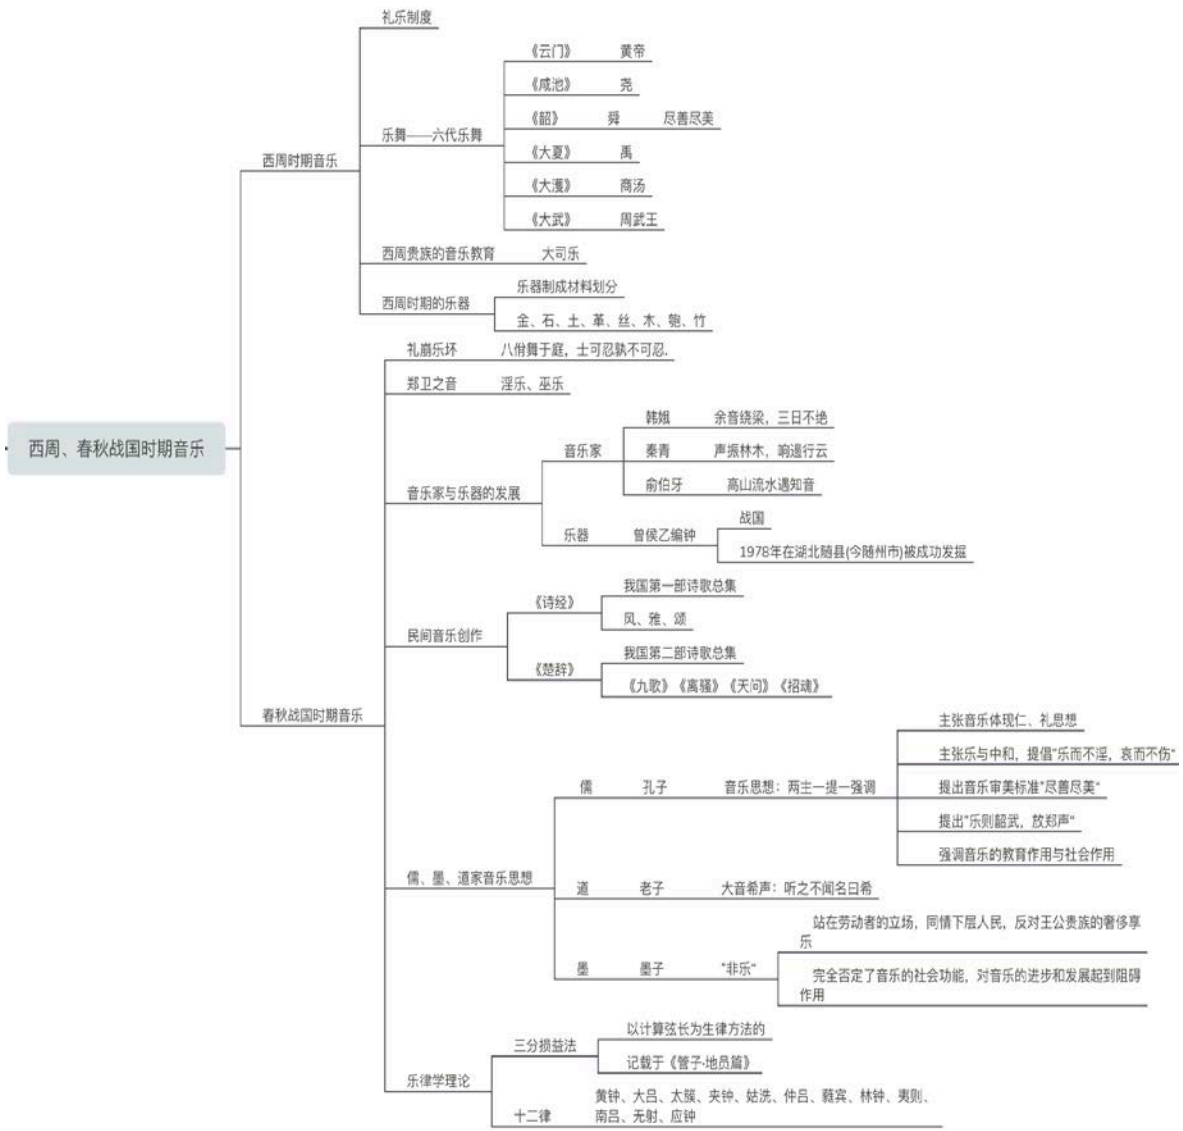 礼乐制度
《云门》 黄帝
《咸池》 尧
《韶》 舜 尽善尽美
乐舞——六代乐舞
《大夏》 禹
西周时期音乐
《大濩》 商汤
《大武》 周武王
西周贵族的音乐教育 大司乐
乐器制成材料划分
西周时期的乐器
金、石、土、革、丝、木、匏、竹
礼崩乐坏 八佾舞于庭，士可忍孰不可忍.
郑卫之音 淫乐、巫乐
韩娥 余音绕梁，三日不绝
西周、春秋战国时期音乐
音乐家 秦青 声振林木，响遏行云
俞伯牙 高山流水遇知音
音乐家与乐器的发展
战国
乐器 曾侯乙编钟
1978年在湖北随县(今随州市)被成功发掘
我国第一部诗歌总集
《诗经》
风、雅、颂
民间音乐创作
我国第二部诗歌总集
《楚辞》
《九歌》《离骚》《天问》《招魂》
春秋战国时期音乐
主张音乐体现仁、礼思想
主张乐与中和，提倡"乐而不淫，哀而不伤"
儒 孔子 音乐思想：两主一提一强调
提出音乐审美标准"尽善尽美"
提出"乐则韶武，放郑声"
强调音乐的教育作用与社会作用
儒、墨、道家音乐思想
道 老子 大音希声：听之不闻名曰希
站在劳动者的立场，同情下层人民，反对王公贵族的奢侈享
乐
墨 墨子 "非乐"
完全否定了音乐的社会功能，对音乐的进步和发展起到阻碍
作用
以计算弦长为生律方法的
三分损益法
记载于《管子·地员篇》
乐律学理论
黄钟、大吕、太簇、夹钟、姑洗、仲吕、蕤宾、林钟、夷则、
十二律 南吕、无射、应钟